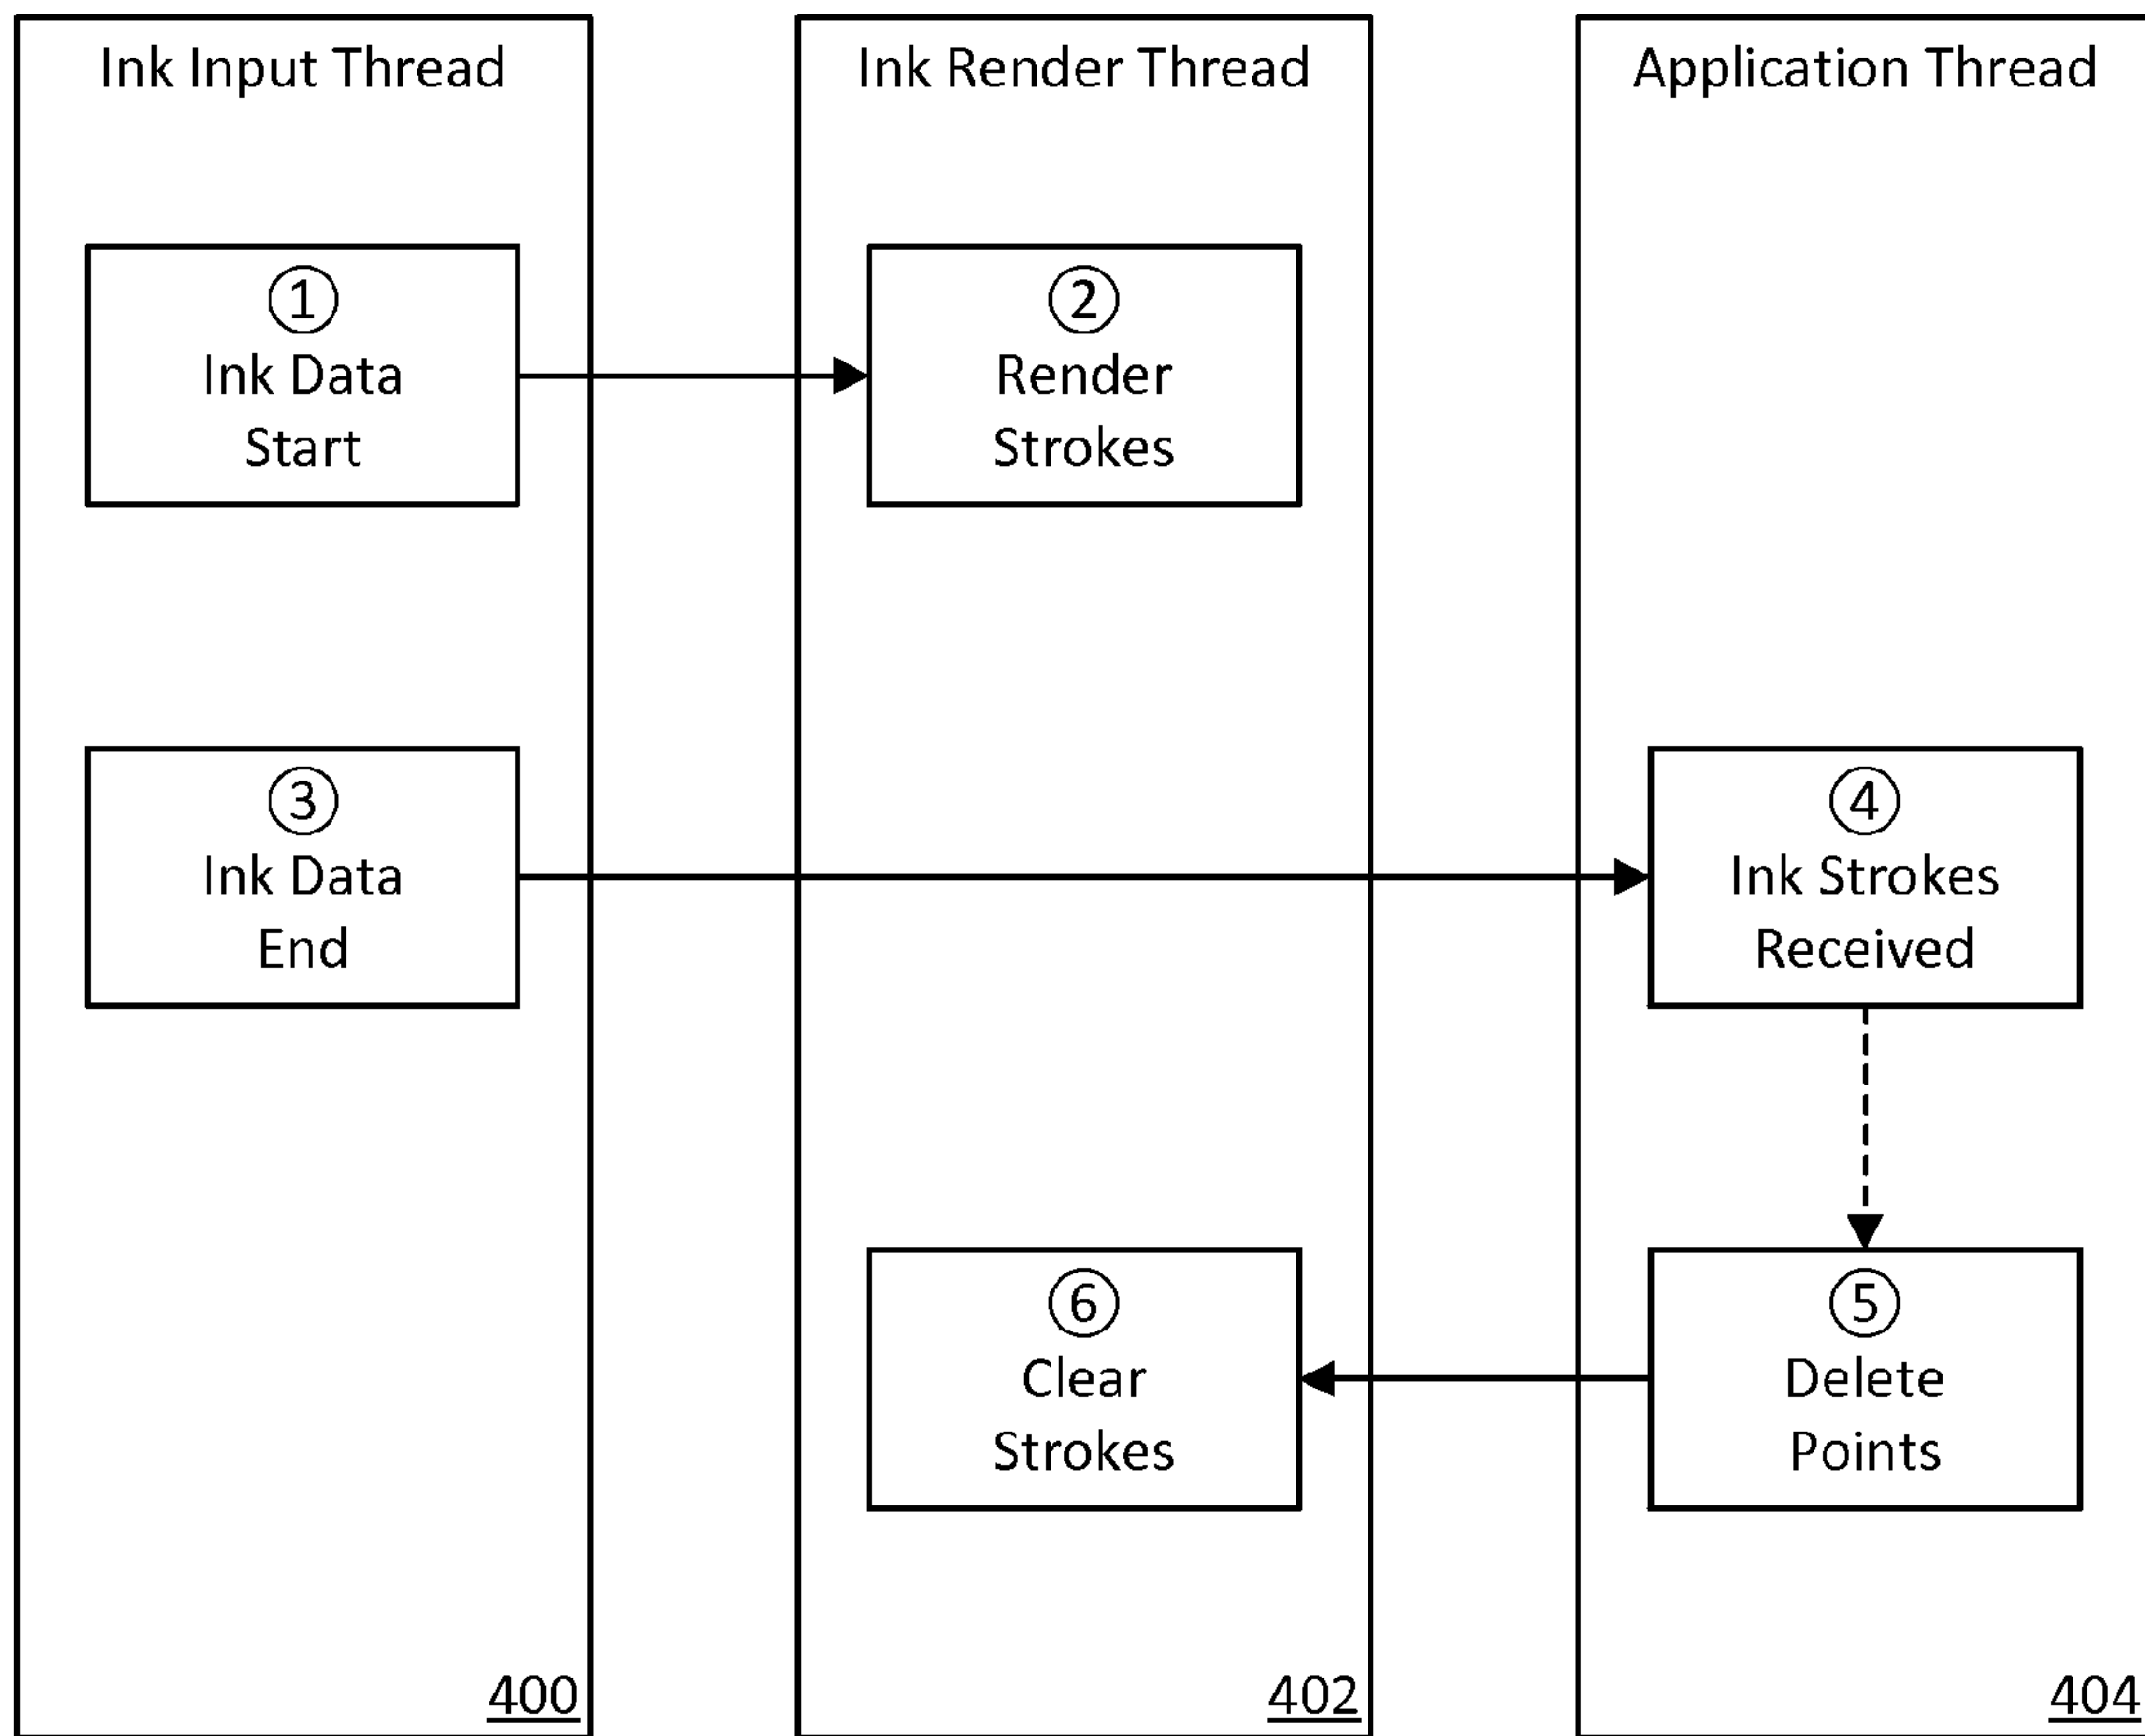 Ink Input Thread
Ink Render Thread
Application Thread
①
Ink Data
Start
②
Render
Strokes
③
Ink Data
End
④
Ink Strokes
Received
⑥
Clear
Strokes
⑤
Delete
Points
400
402
404